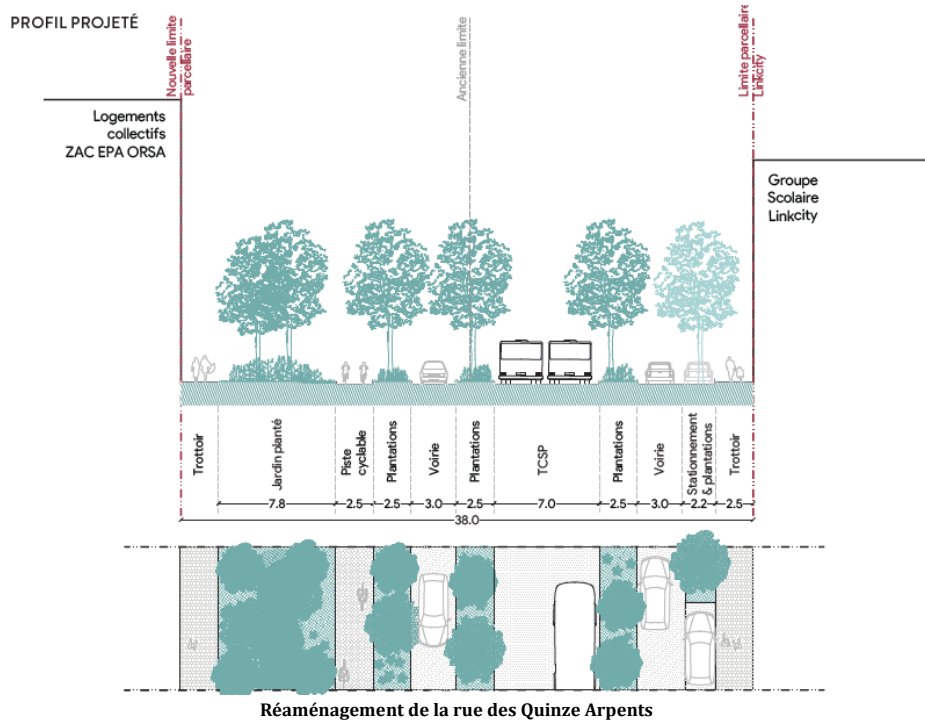 PROFIL PROJETÉ
Nouvelle limite
parcellaire
Ancienne limite
Limite parcellaire
Linkcity
Logements
collectifs
ZAC EPA ORSA
Groupe
Scolaire
Linkcity
Trottoir
Jardin planté
Piste
cyclable
Plantations
Voirie
Plantations
TCSP
Plantations
Voirie
Stationnement
& plantations
Trottoir
7.8
2.5
2.5
3.0
2.5
7.0
2.5
3.0
2.2
2.5
38.0
Réaménagement de la rue des Quinze Arpents